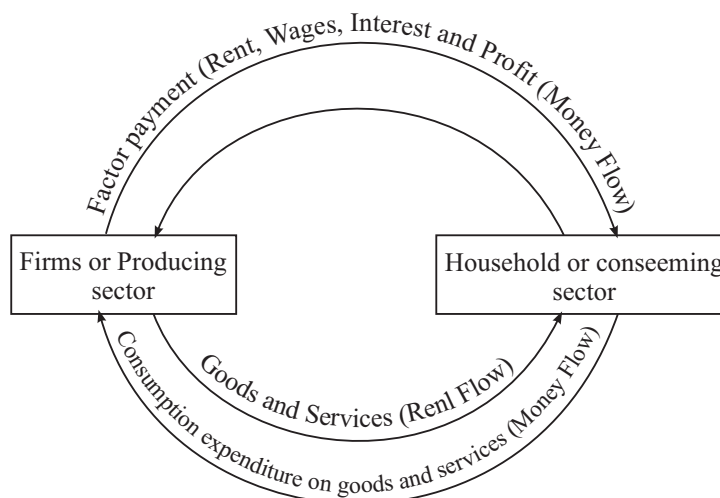 Factor payment (Rent, Wages, Interest and Profit (Money Flow)
Firms or Producing
sector
Household or conseeming
sector
Goods and Services (Renl Flow)
Consumption expenditure on goods and services (Money Flow)